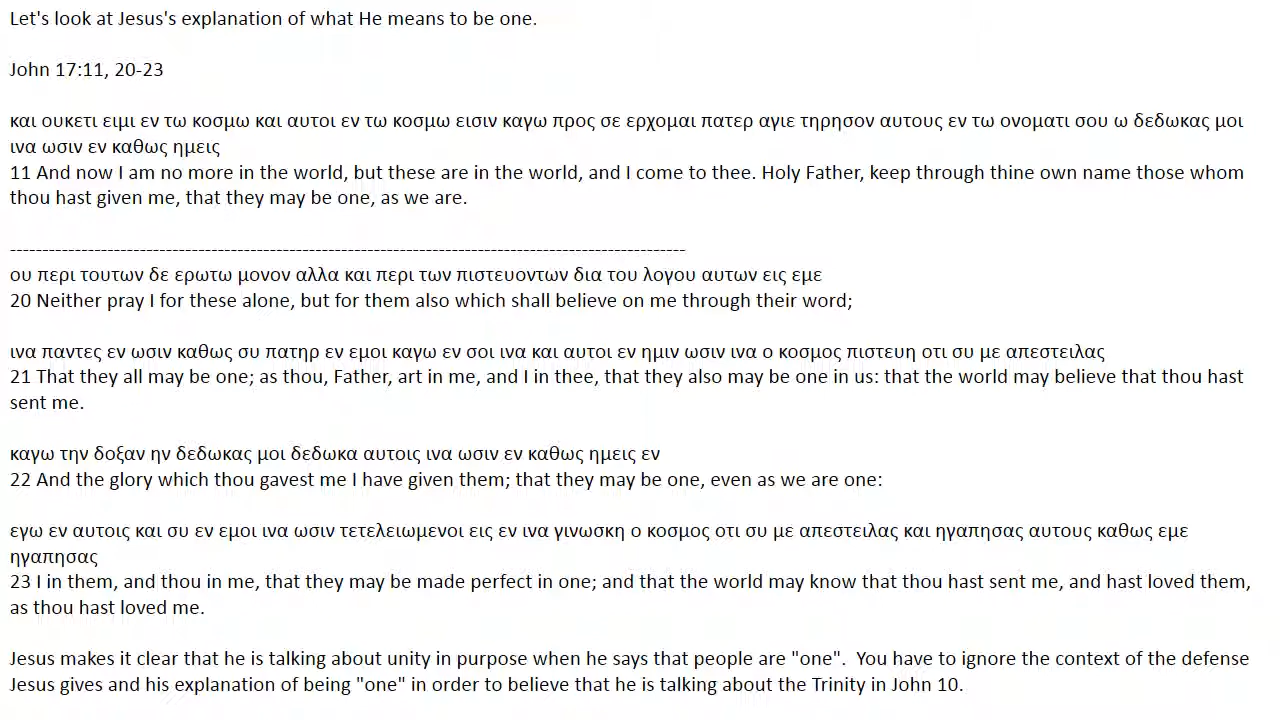 Let's look at Jesus's explanation of what He means to be one.
John 17:11, 20-23
και ουκετι ειμι εν τω κοσμω και αυτοι εν τω κοσμω εισιν καγω προς σε ερχομαι πατερ αγιε τηρησον αυτους εν τω ονοματι σου ω δεδωκας μοι
ινα ωσιν εν καθως ημεις
11 And now I am no more in the world, but these are in the world, and I come to thee. Holy Father, keep through thine own name those whom
thou hast given me, that they may be one, as we are.
--------------------------------------------------------------------------------------------------------
ου περι τουτων δε ερωτω μονον αλλα και περι των πιστευοντων δια του λογου αυτων εις εμε
20 Neither pray I for these alone, but for them also which shall believe on me through their word;
ινα παντες εν ωσιν καθως συ πατηρ εν εμοι καγω εν σοι ινα και αυτοι εν ημιν ωσιν ινα ο κοσμος πιστευη οτι συ με απεστειλας
21 That they all may be one; as thou, Father, art in me, and I in thee, that they also may be one in us: that the world may believe that thou hast
sent me.
καγω την δοξαν ην δεδωκας μοι δεδωκα αυτοις ινα ωσιν εν καθως ημεις εν
22 And the glory which thou gavest me I have given them; that they may be one, even as we are one:
εγω εν αυτοις και συ εν εμοι ινα ωσιν τετελειωμενοι εις εν ινα γινωσκη ο κοσμος οτι συ με απεστειλας και ηγαπησας αυτους καθως εμε
ηγαπησας
23 I in them, and thou in me, that they may be made perfect in one; and that the world may know that thou hast sent me, and hast loved them,
as thou hast loved me.
Jesus makes it clear that he is talking about unity in purpose when he says that people are "one".  You have to ignore the context of the defense
Jesus gives and his explanation of being "one" in order to believe that he is talking about the Trinity in John 10.